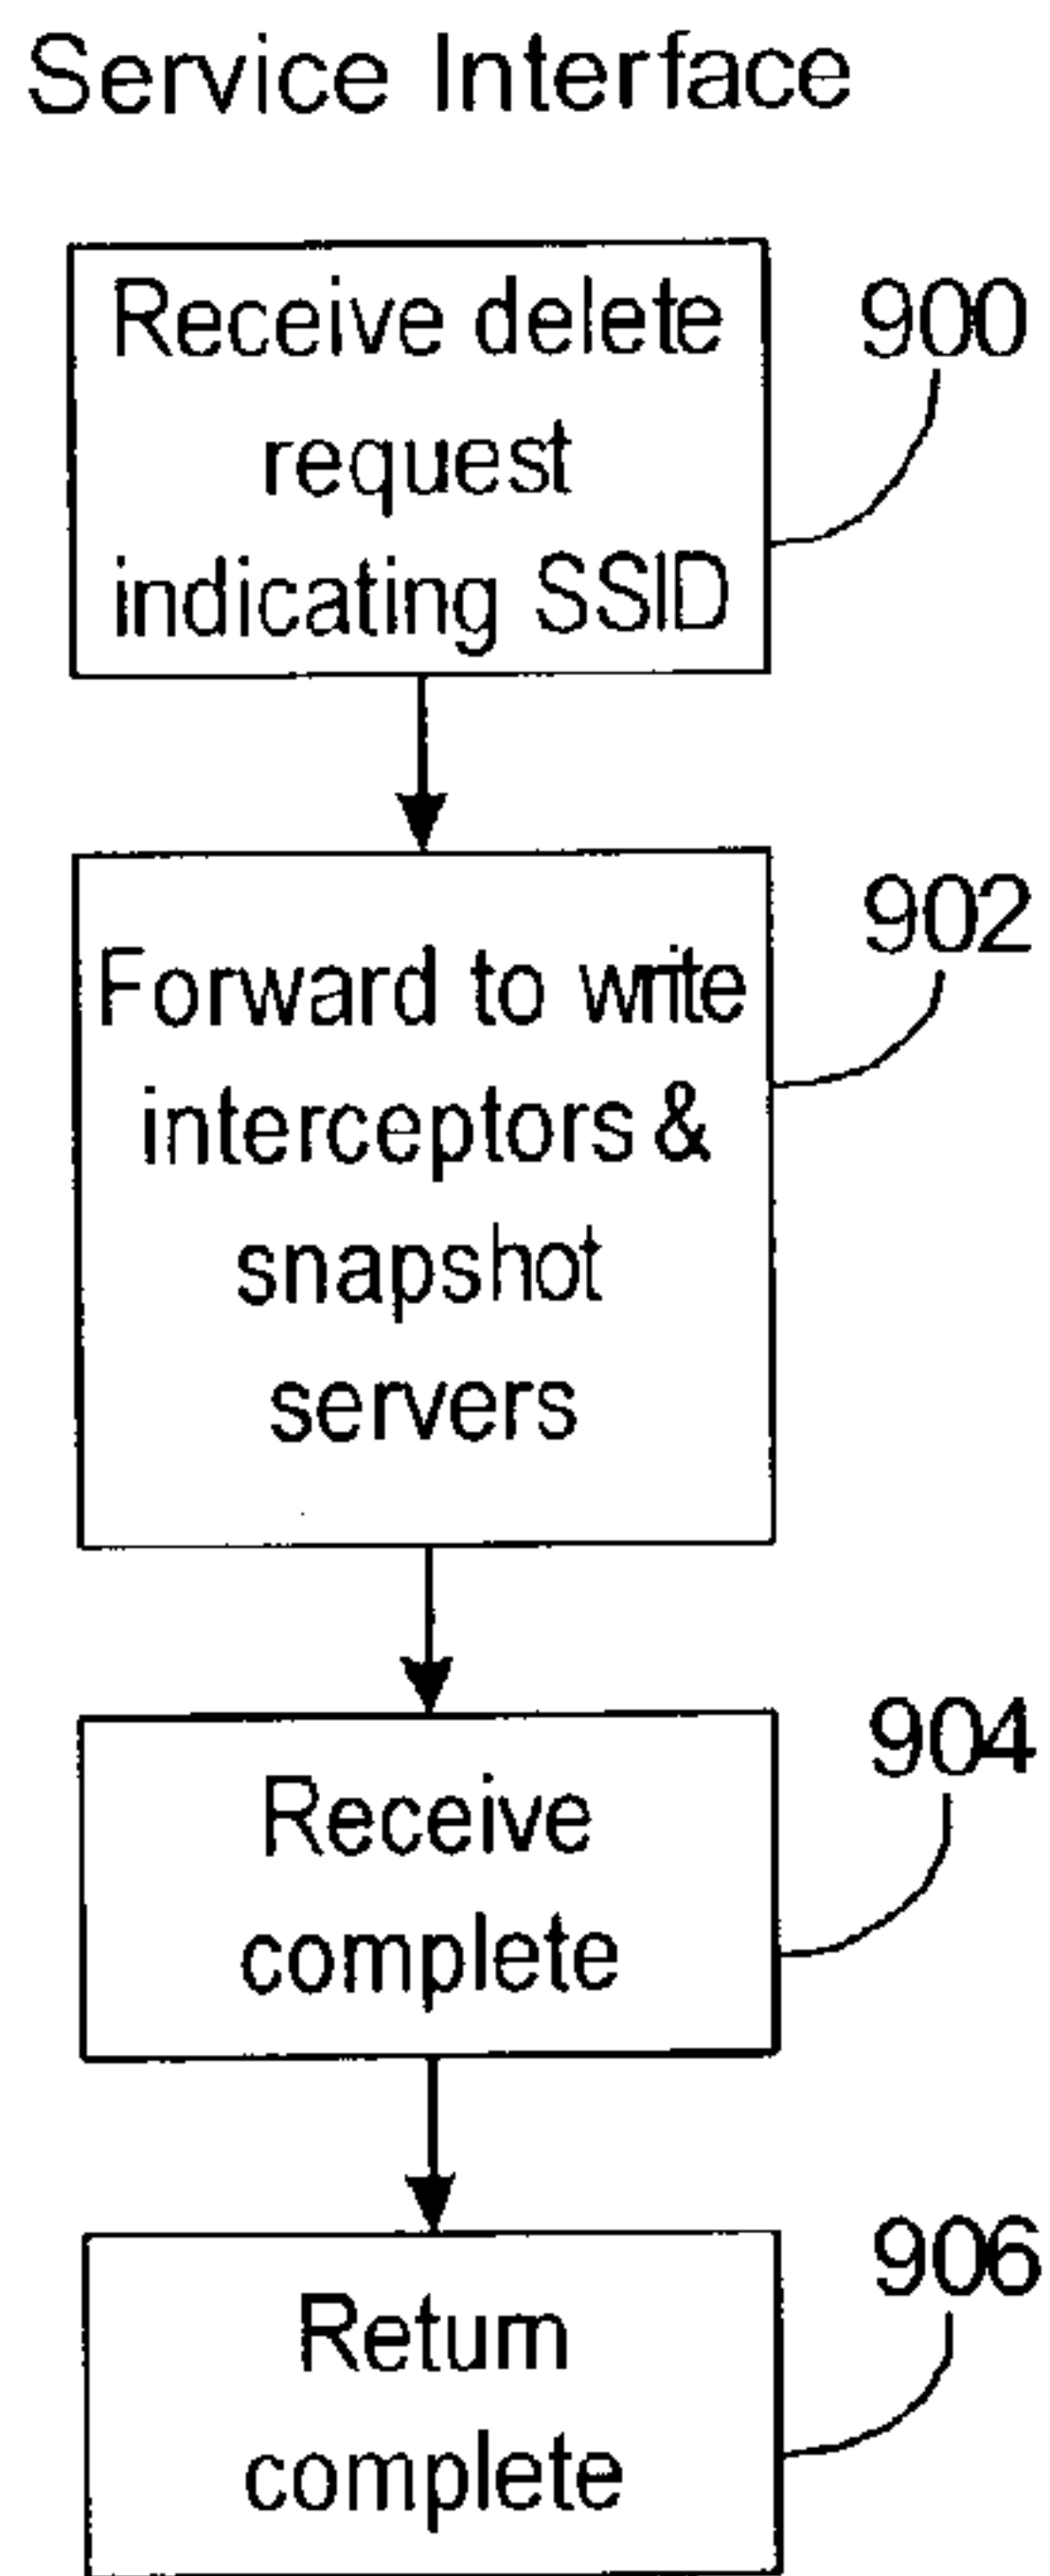 Service Interface
Receive delete
request
indicating SSID
900
Forward to write
interceptors &
snapshot
servers
902
Receive
complete
904
Return
complete
906